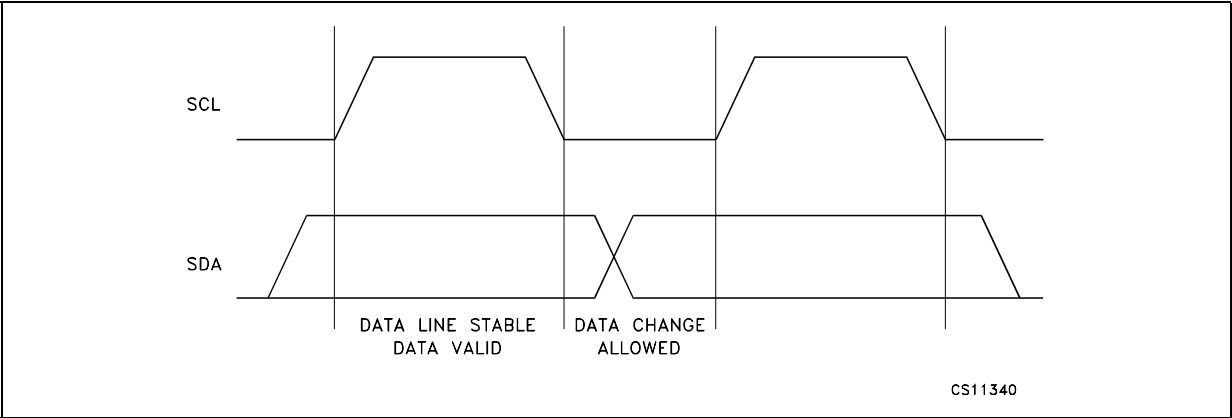 SCL
SDA
DATA LINE STABLE
DATA VALID
DATA CHANGE
ALLOWED
CS11340